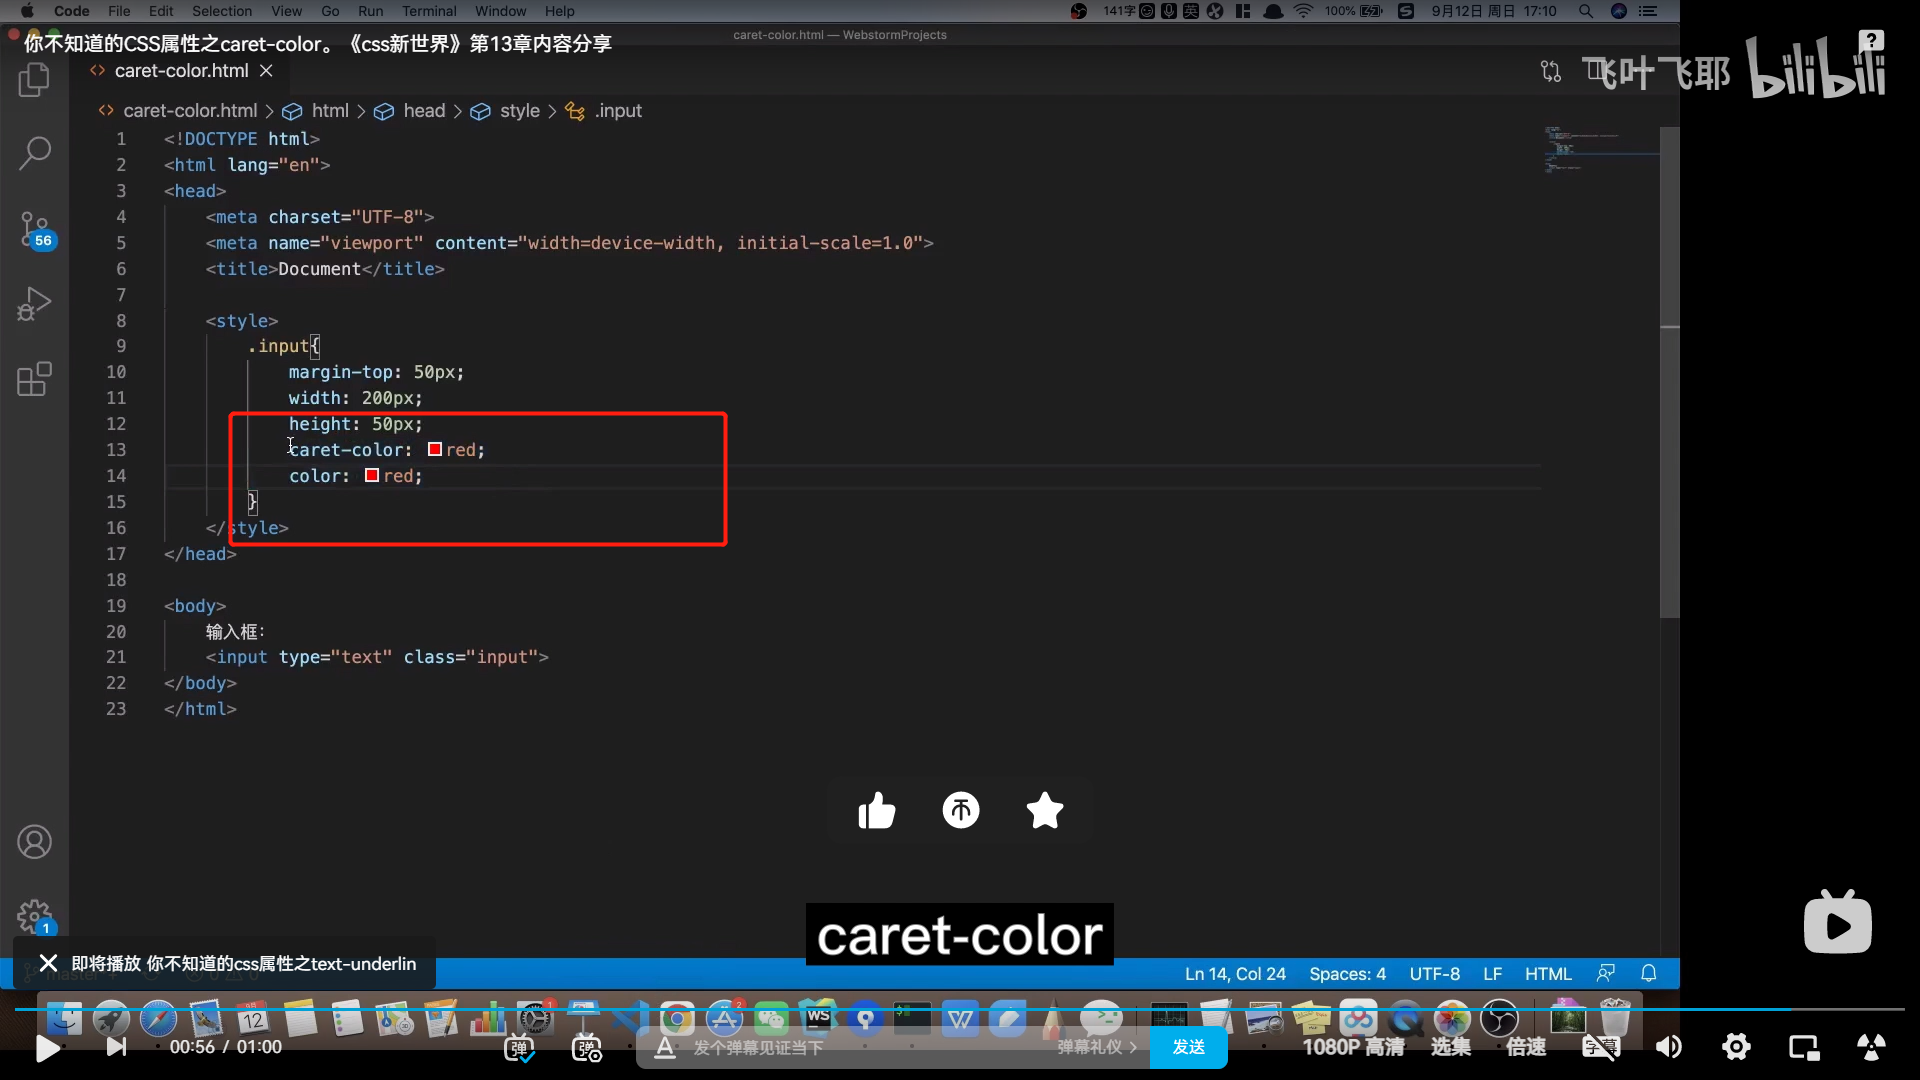 Code File Edit Selection View Go Run Terminal Window Help
141字 英 100% 9月12日 周日 17:10
你不知道的CSS属性之caret-color。《css新世界》第13章内容分享
caret-color.html — WebstormProjects
caret-color.html
飞叶飞耶 bilibili
?
caret-color.html > html > head > style > .input
1 <!DOCTYPE html>
2 <html lang="en">
3 <head>
4 <meta charset="UTF-8">
5 <meta name="viewport" content="width=device-width, initial-scale=1.0">
6 <title>Document</title>
7
8 <style>
9 .input{
10 margin-top: 50px;
11 width: 200px;
12 height: 50px;
13 caret-color: red;
14 color: red;
15 }
16 </style>
17 </head>
18
19 <body>
20 输入框:
21 <input type="text" class="input">
22 </body>
23 </html>
56
1
caret-color
即将播放 你不知道的css属性之text-underlin
Ln 14, Col 24 Spaces: 4 UTF-8 LF HTML
12 WS 1 2
00:56 / 01:00 弹 弹 A 发个弹幕见证当下 弹幕礼仪 > 发送 1080P 高清 选集 倍速 字幕